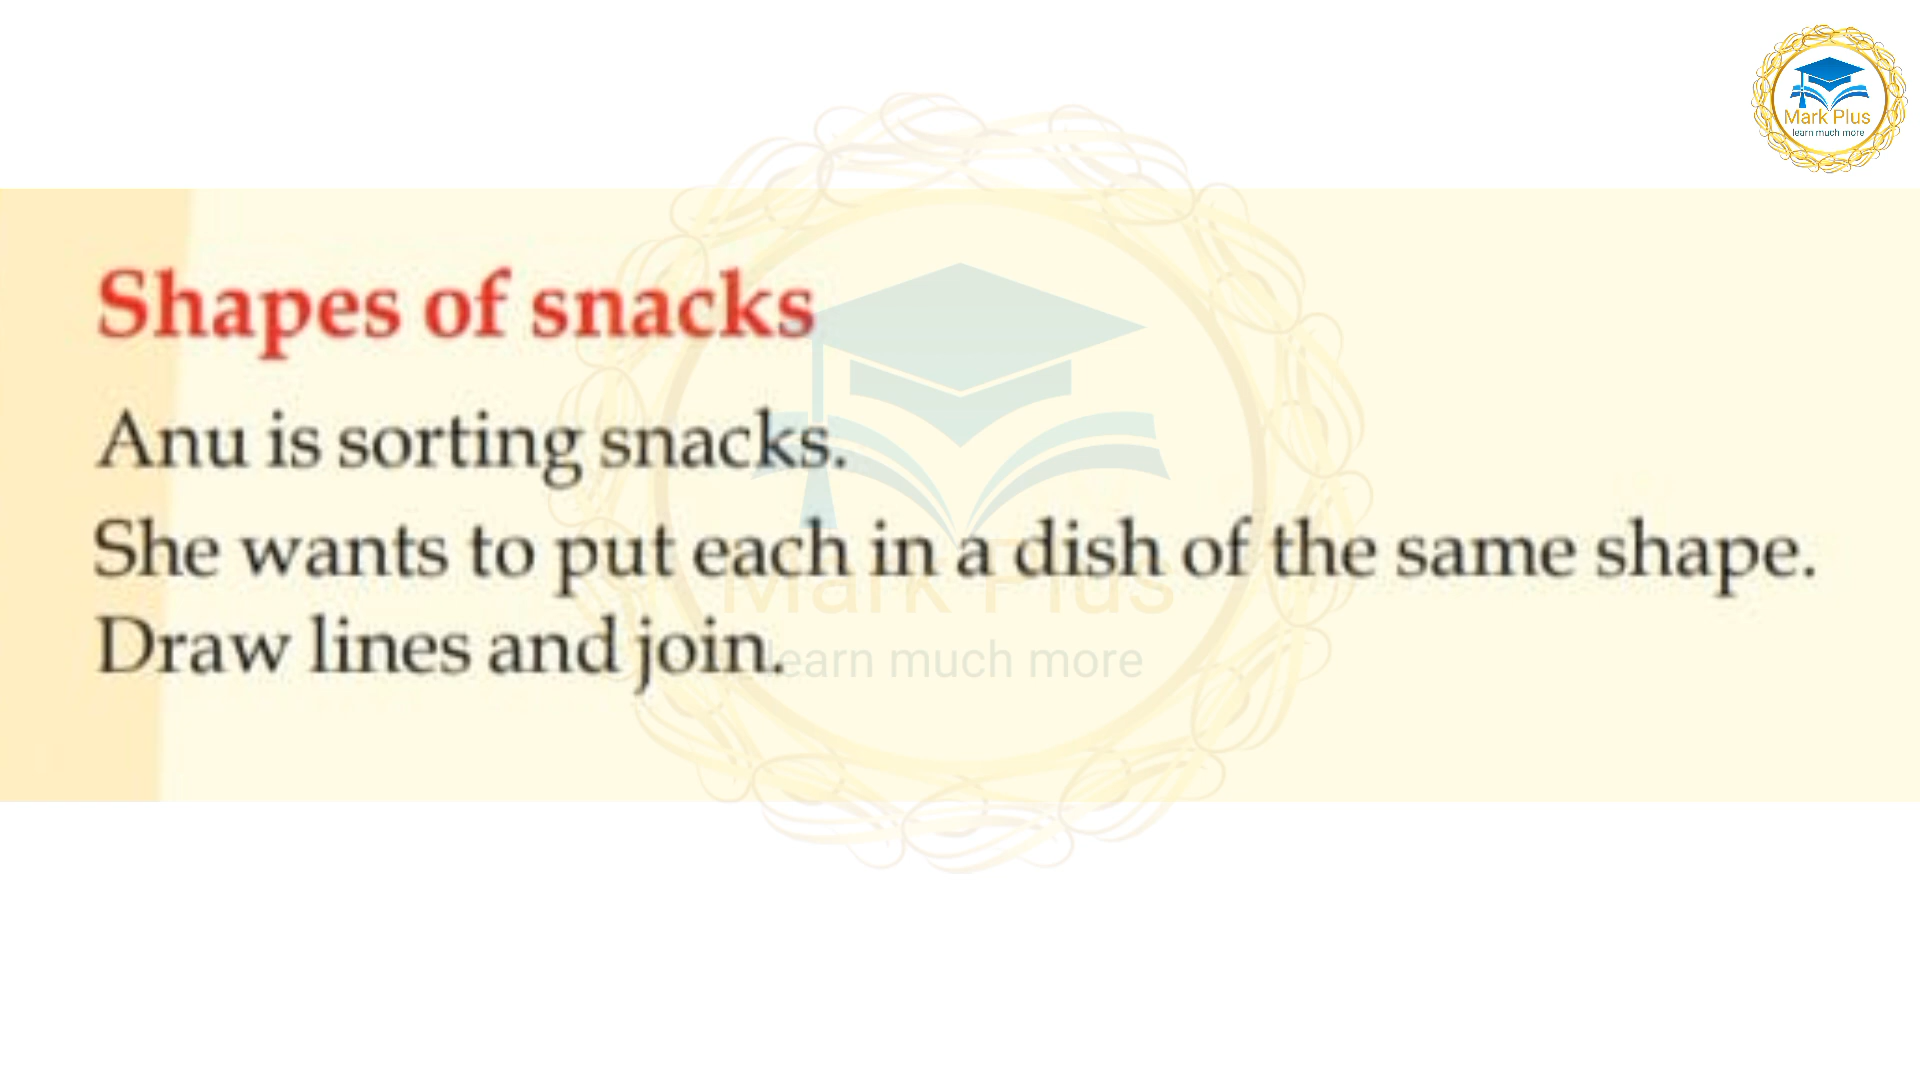 Mark Plus
learn much more
Shapes of snacks
Anu is sorting snacks.
She wants to put each in a dish of the same shape.
Draw lines and join.
Mark Plus
learn much more